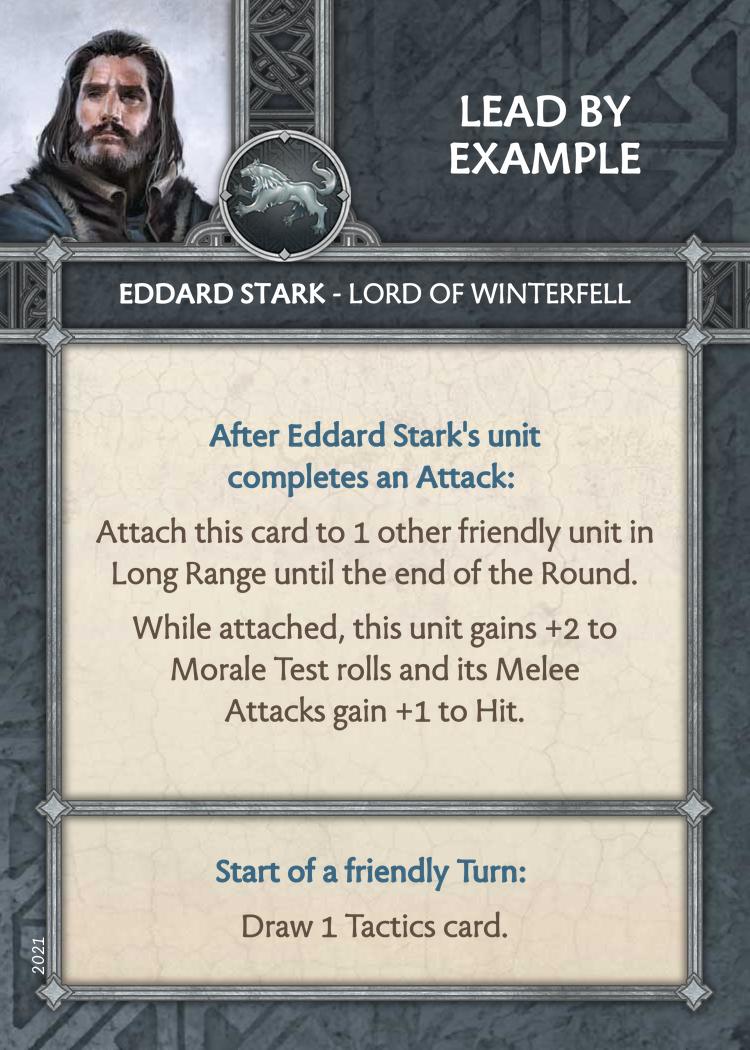 LEAD BY
EXAMPLE
EDDARD STARK - LORD OF WINTERFELL
After Eddard Stark's unit
completes an Attack:
Attach this card to 1 other friendly unit in
Long Range until the end of the Round.
While attached, this unit gains +2 to
Morale Test rolls and its Melee
Attacks gain +1 to Hit.
Start of a friendly Turn:
Draw 1 Tactics card.
2021